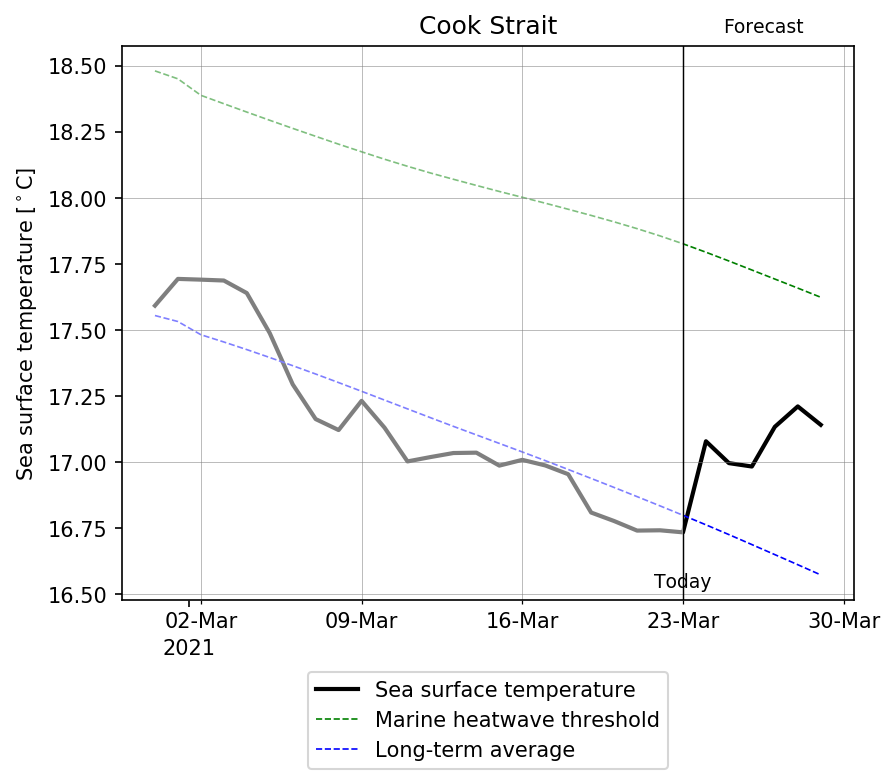 Cook Strait
Forecast
Sea surface temperature [°C]
18.50
18.25
18.00
17.75
17.50
17.25
17.00
16.75
16.50
Today
02-Mar
09-Mar
16-Mar
23-Mar
30-Mar
2021
Sea surface temperature
Marine heatwave threshold
Long-term average